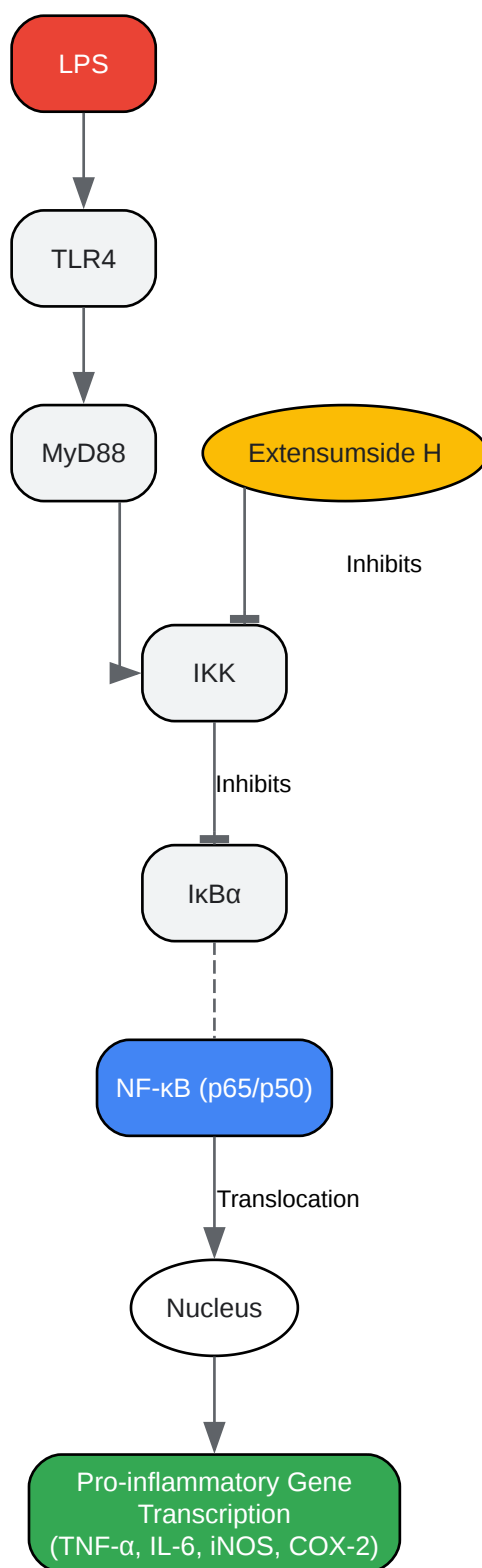 LPS
TLR4
MyD88
Extensumside H
Inhibits
IKK
Inhibits
IκBα
NF-κB (p65/p50)
Translocation
Nucleus
Pro-inflammatory Gene
Transcription
(TNF-α, IL-6, iNOS, COX-2)